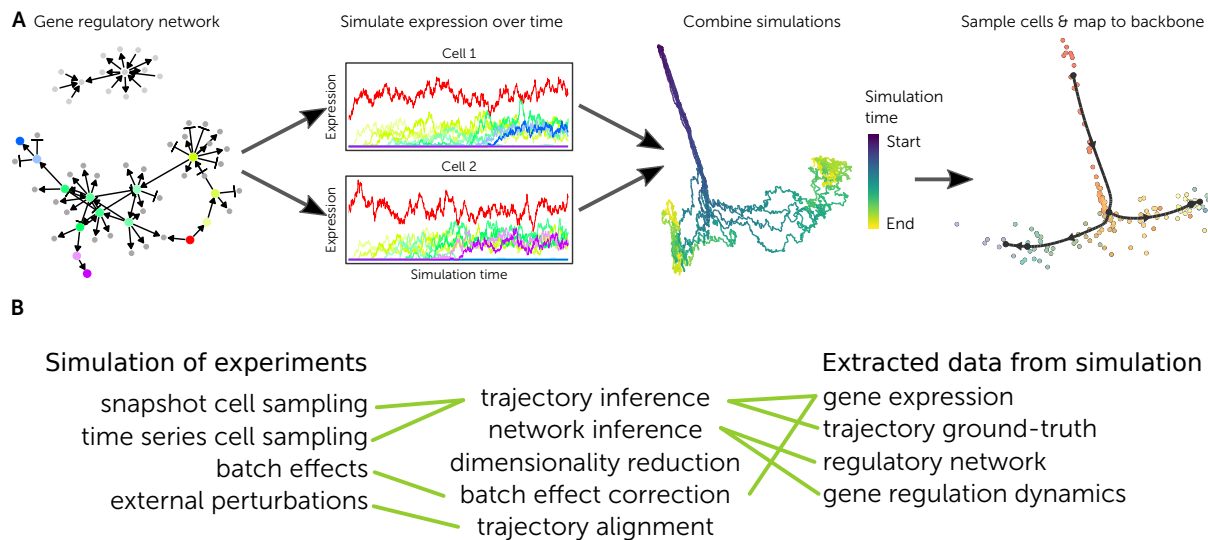 A
Gene regulatory network
Simulate expression over time
Combine simulations
Sample cells & map to backbone
Cell 1
Expression
Cell 2
Expression
Simulation time
Simulation
time
Start
End
B
Simulation of experiments
snapshot cell sampling
time series cell sampling
batch effects
external perturbations
trajectory inference
network inference
dimensionality reduction
batch effect correction
trajectory alignment
Extracted data from simulation
gene expression
trajectory ground-truth
regulatory network
gene regulation dynamics